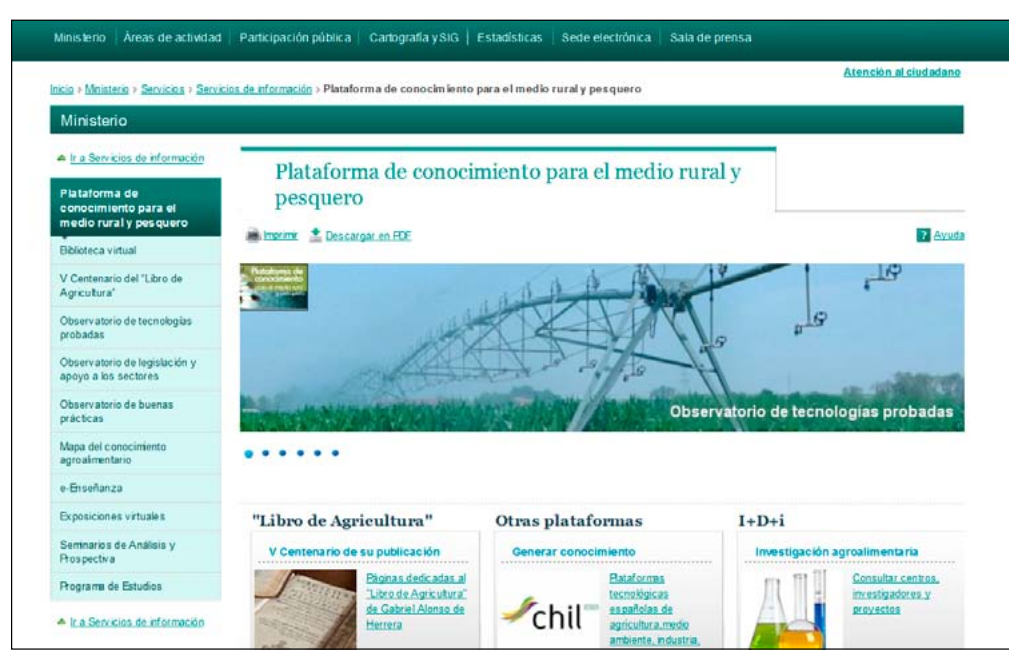 Ministerio Áreas de actividad Participación pública Cartografía y SIG Estadísticas Sede electrónica Sala de prensa
Atención al ciudadano
Inicio › Ministerio › Servicios › Servicios de información › Plataforma de conocimiento para el medio rural y pesquero
Ministerio
Ir a Servicios de información
Plataforma de
conocimiento para el
medio rural y pesquero
Biblioteca virtual
V Centenario del "Libro de
Agricultura"
Observatorio de tecnologías
probadas
Observatorio de legislación y
apoyo a los sectores
Observatorio de buenas
prácticas
Mapa del conocimiento
agroalimentario
e-Enseñanza
Exposiciones virtuales
Seminarios de Análisis y
Prospectiva
Programa de Estudios
Ir a Servicios de información
Plataforma de conocimiento para el medio rural y
pesquero
Imprimir Descargar en PDF
? Ayuda
Plataforma de
conocimiento
Observatorio de tecnologías probadas
"Libro de Agricultura"
V Centenario de su publicación
Páginas dedicadas al
"Libro de Agricultura"
de Gabriel Alonso de
Herrera
Otras plataformas
Generar conocimiento
chil
Plataformas
tecnológicas
españolas de
agricultura,medio
ambiente, industria,
I+D+i
Investigación agroalimentaria
Consultar centros,
investigadores y
proyectos